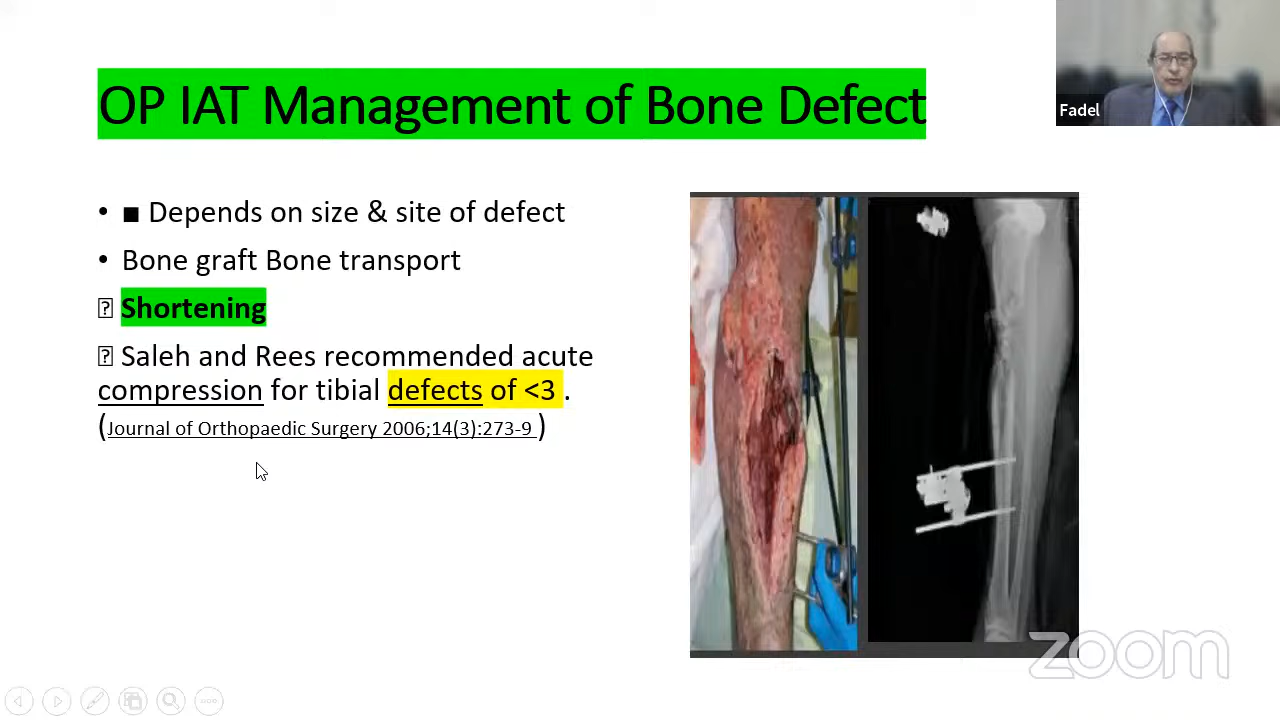 OP IAT Management of Bone Defect
Fadel
• ■ Depends on size & site of defect
• Bone graft Bone transport
Shortening
Saleh and Rees recommended acute
compression for tibial defects of <3 .
(Journal of Orthopaedic Surgery 2006;14(3):273-9 )
zoom